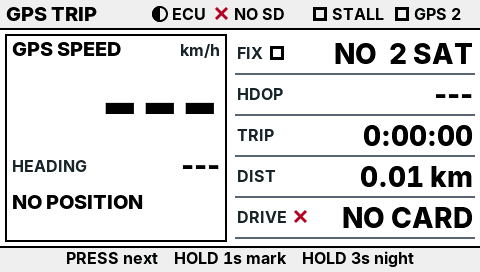 GPS TRIP ECU NO SD STALL GPS 2
GPS SPEED km/h
---
HEADING ---
NO POSITION
FIX NO 2 SAT
HDOP ---
TRIP 0:00:00
DIST 0.01 km
DRIVE NO CARD
PRESS next HOLD 1s mark HOLD 3s night